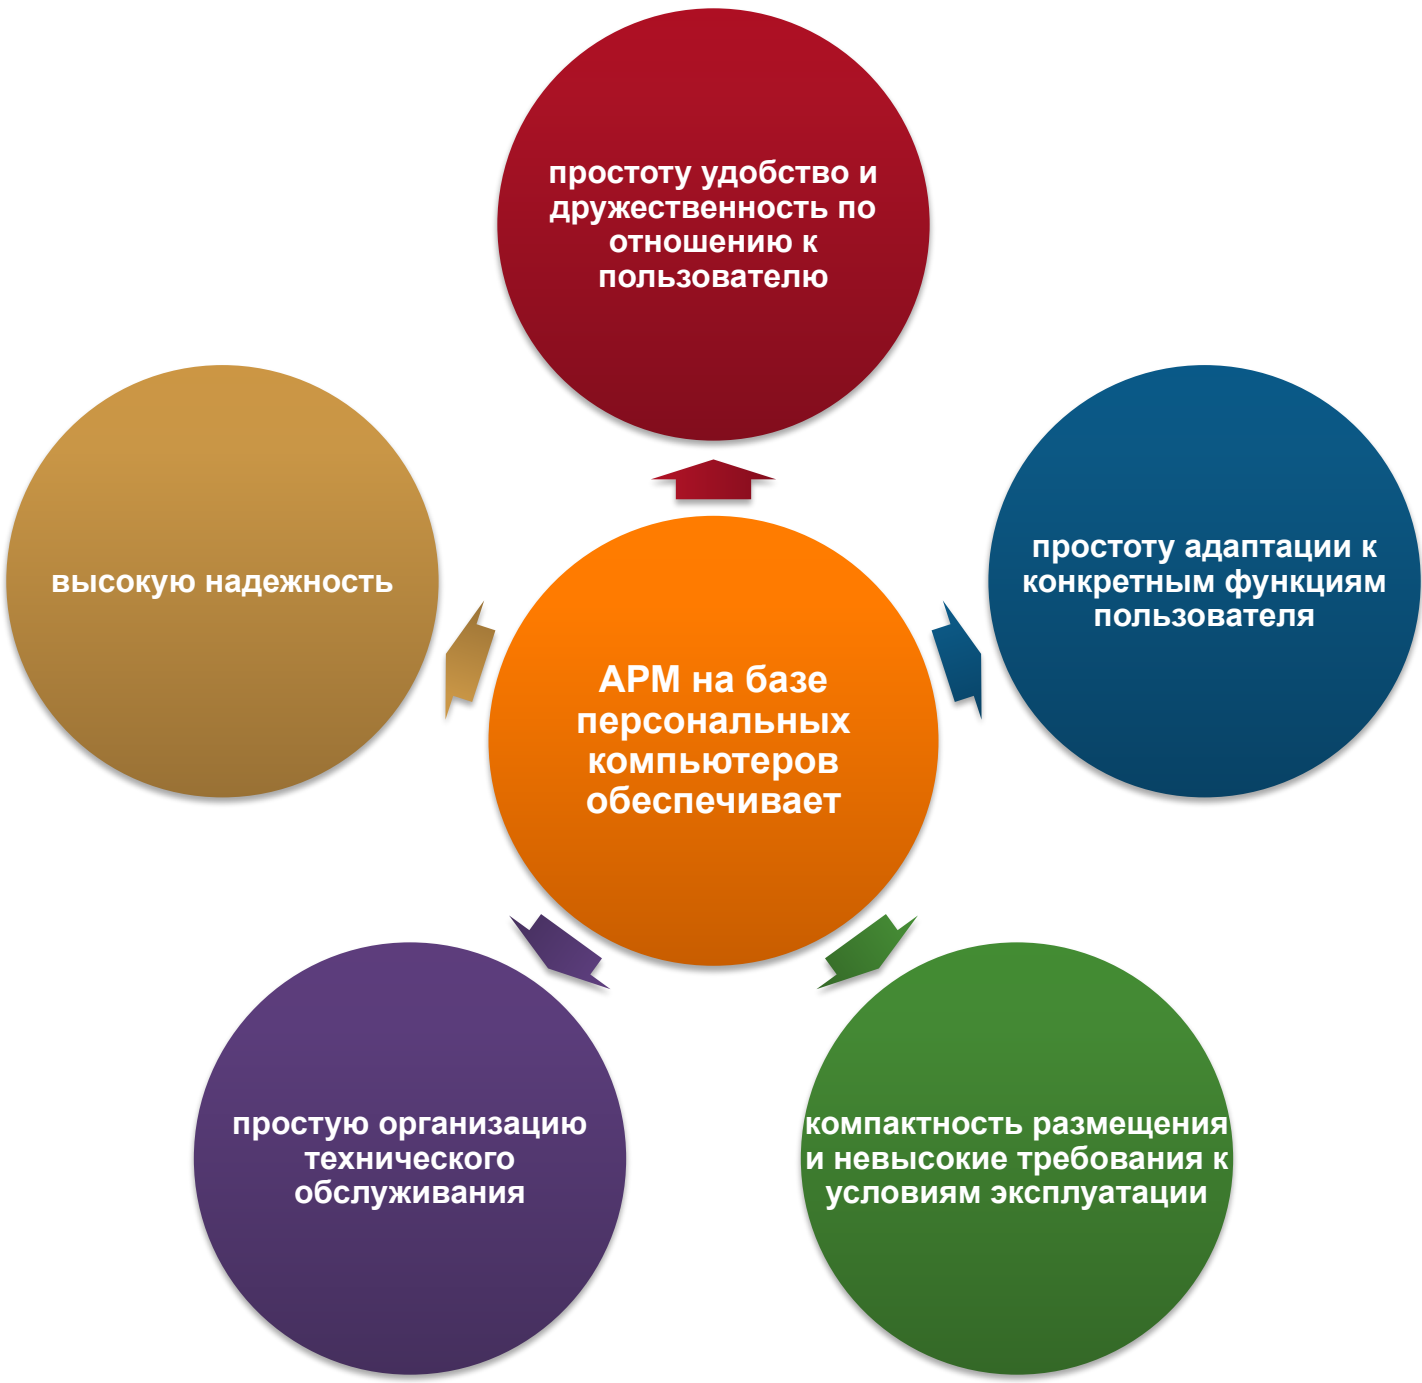 простоту удобство и
дружественность по
отношению к
пользователю
высокую надежность
простоту адаптации к
конкретным функциям
пользователя
АРМ на базе
персональных
компьютеров
обеспечивает
простую организацию
технического
обслуживания
компактность размещения
и невысокие требования к
условиям эксплуатации